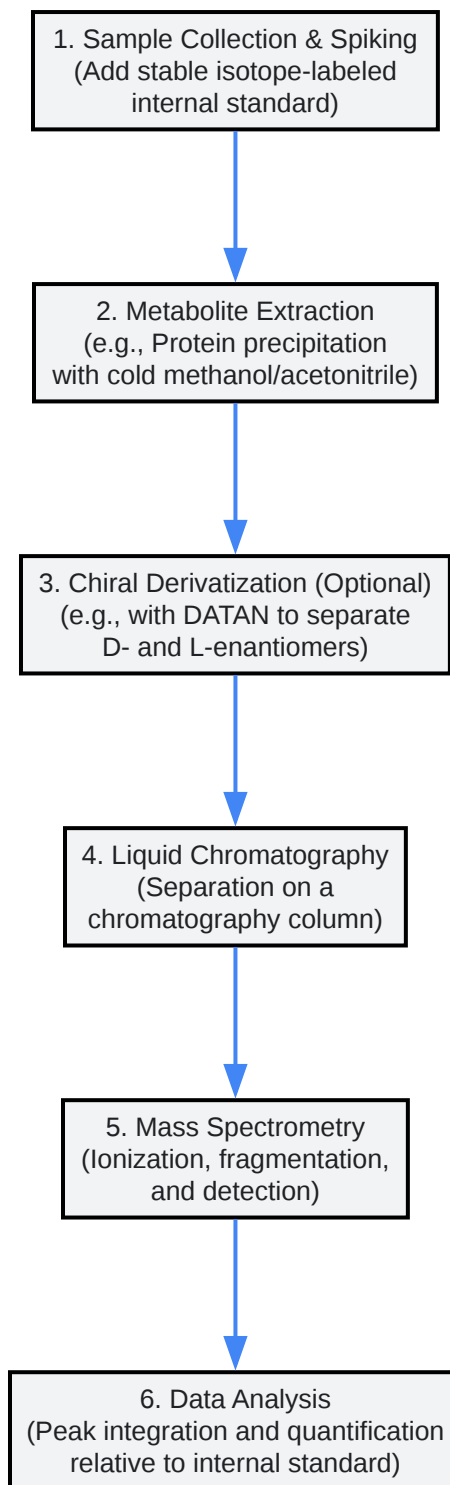 1. Sample Collection & Spiking
(Add stable isotope-labeled
internal standard)
2. Metabolite Extraction
(e.g., Protein precipitation
with cold methanol/acetonitrile)
3. Chiral Derivatization (Optional)
(e.g., with DATAN to separate
D- and L-enantiomers)
4. Liquid Chromatography
(Separation on a
chromatography column)
5. Mass Spectrometry
(Ionization, fragmentation,
and detection)
6. Data Analysis
(Peak integration and quantification
relative to internal standard)